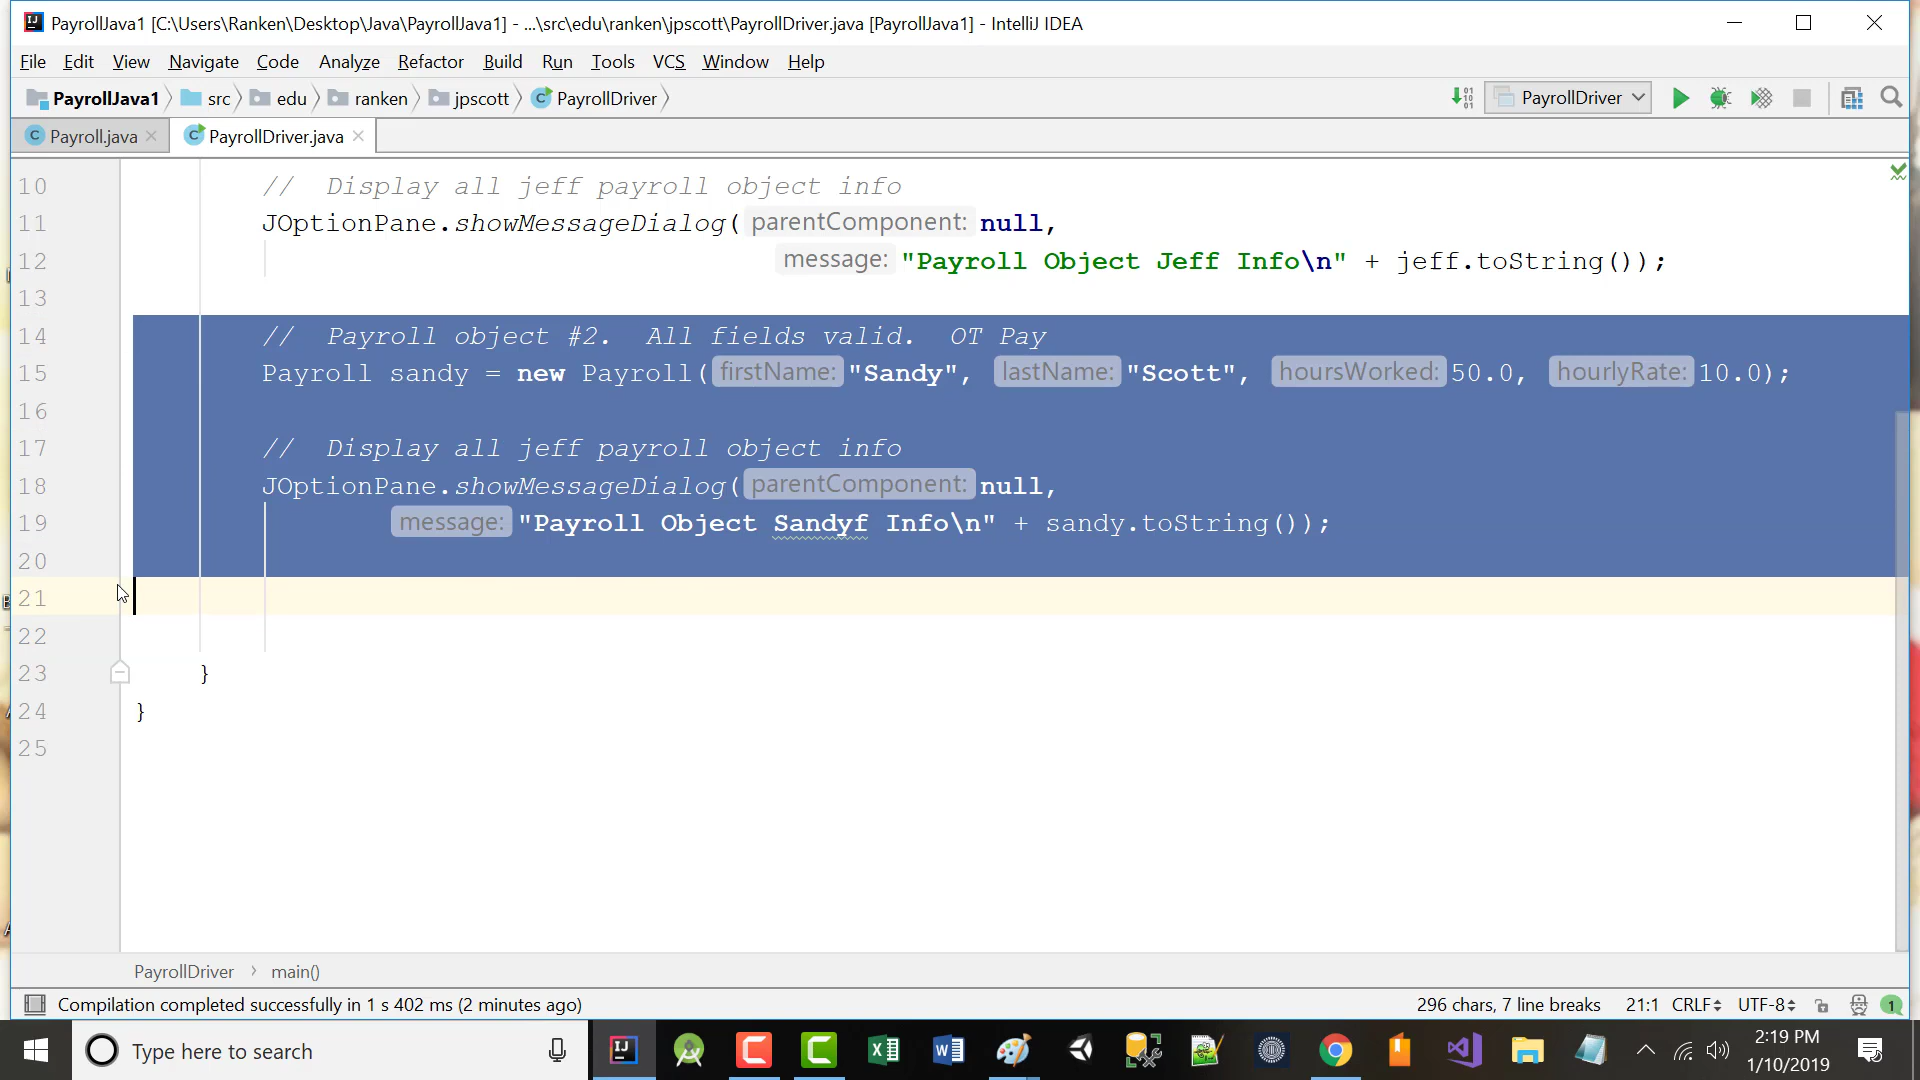 PayrollJava1 [C:\Users\Ranken\Desktop\Java\PayrollJava1] - ...\src\edu\ranken\jpscott\PayrollDriver.java [PayrollJava1] - IntelliJ IDEA
File Edit View Navigate Code Analyze Refactor Build Run Tools VCS Window Help
PayrollJava1 src edu ranken jpscott PayrollDriver PayrollDriver
Payroll.java PayrollDriver.java
10 // Display all jeff payroll object info
11 JOptionPane.showMessageDialog( parentComponent: null,
12 message: "Payroll Object Jeff Info\n" + jeff.toString());
13
14 // Payroll object #2. All fields valid. OT Pay
15 Payroll sandy = new Payroll( firstName: "Sandy", lastName: "Scott", hoursWorked: 50.0, hourlyRate: 10.0);
16
17 // Display all jeff payroll object info
18 JOptionPane.showMessageDialog( parentComponent: null,
19 message: "Payroll Object Sandyf Info\n" + sandy.toString());
20
21
22
23 }
24 }
25
PayrollDriver › main()
Compilation completed successfully in 1 s 402 ms (2 minutes ago) 296 chars, 7 line breaks 21:1 CRLF UTF-8 1
Type here to search 2:19 PM
1/10/2019